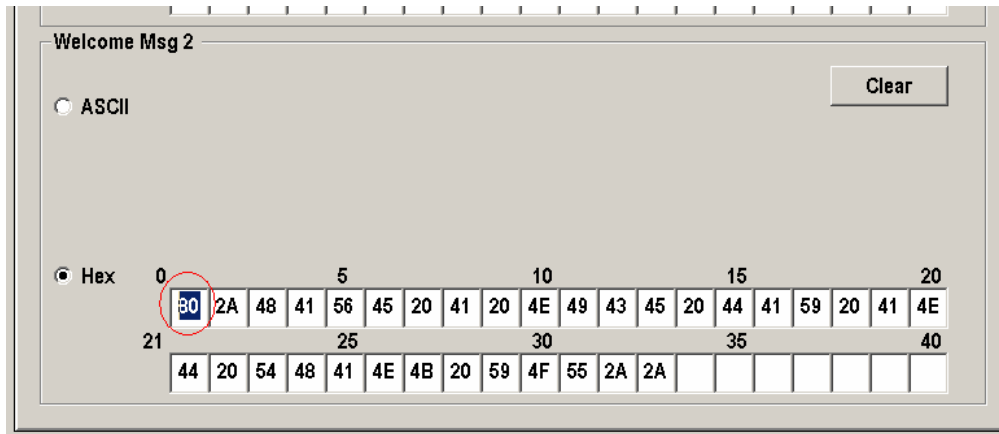 Welcome Msg 2
Clear
ASCII
Hex 0 5 10 15 20
80 2A 48 41 56 45 20 41 20 4E 49 43 45 20 44 41 59 20 41 4E
21 25 30 35 40
44 20 54 48 41 4E 4B 20 59 4F 55 2A 2A